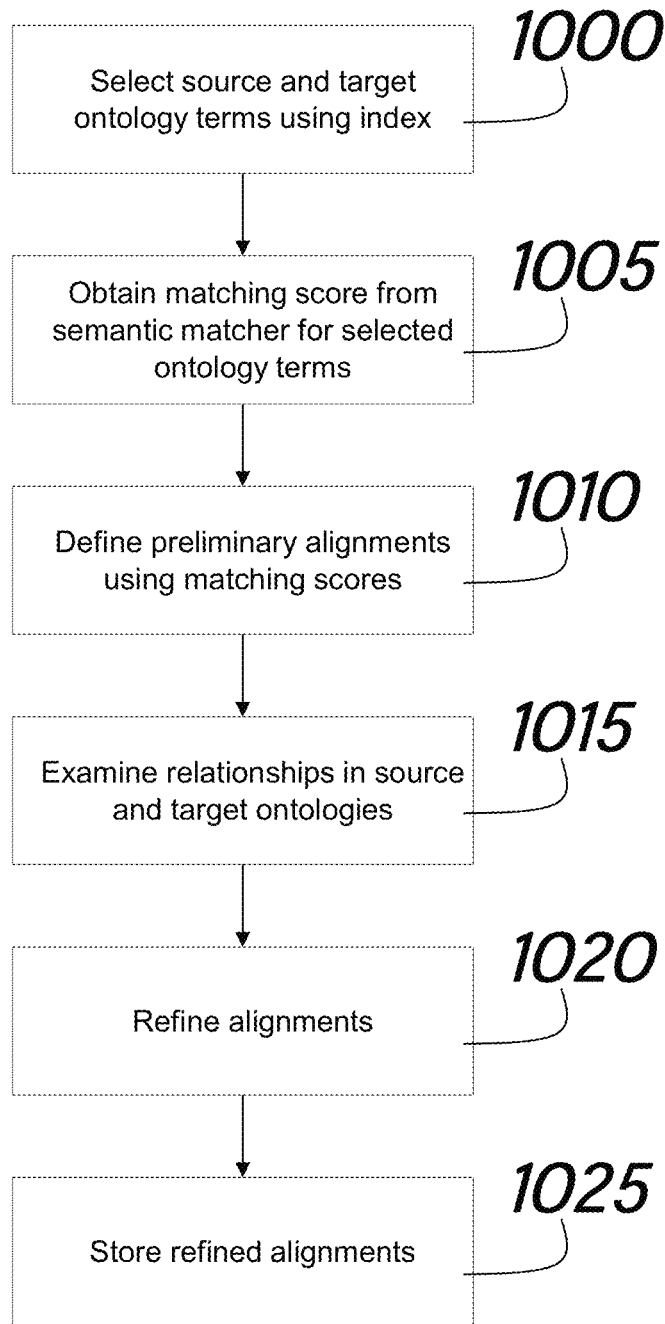 1000
Select source and target
ontology terms using index
1005
Obtain matching score from
semantic matcher for selected
ontology terms
1010
Define preliminary alignments
using matching scores
1015
Examine relationships in source
and target ontologies
1020
Refine alignments
1025
Store refined alignments